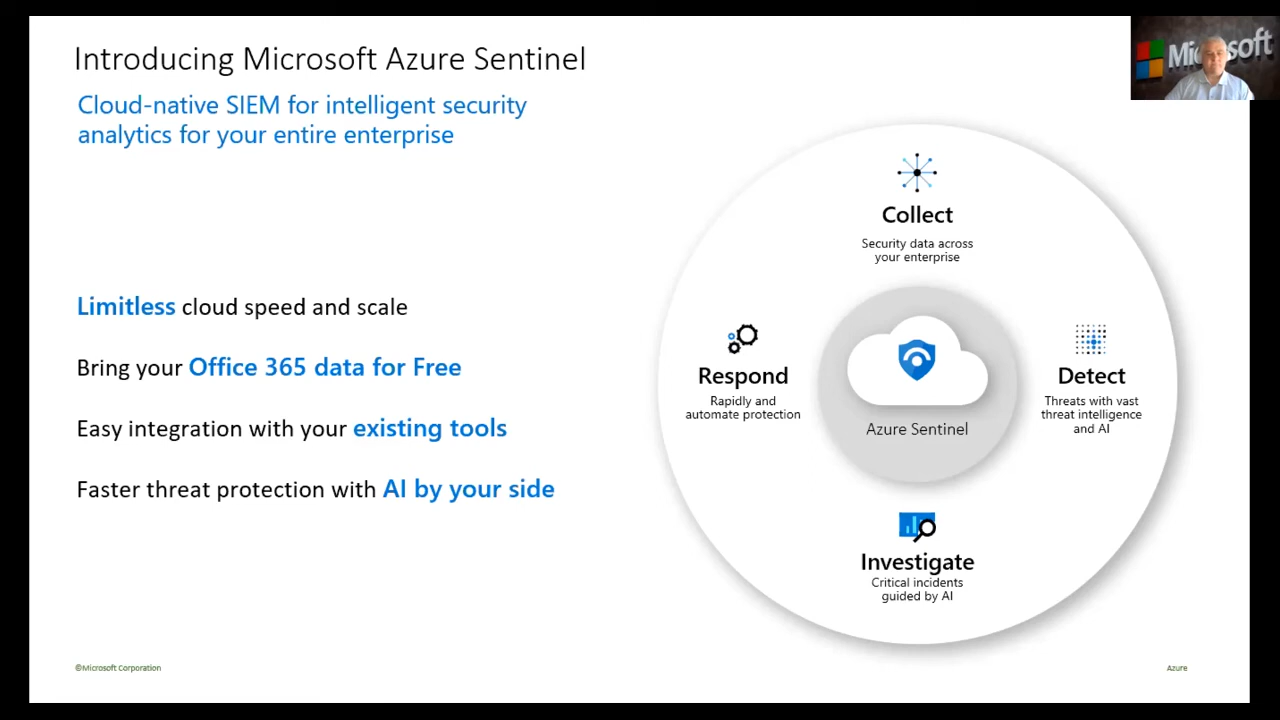 Introducing Microsoft Azure Sentinel
Cloud-native SIEM for intelligent security
analytics for your entire enterprise
Limitless cloud speed and scale
Bring your Office 365 data for Free
Easy integration with your existing tools
Faster threat protection with AI by your side
Collect
Security data across
your enterprise
Respond
Rapidly and
automate protection
Azure Sentinel
Detect
Threats with vast
threat intelligence
and AI
Investigate
Critical incidents
guided by AI
©Microsoft Corporation
Azure
Microsoft